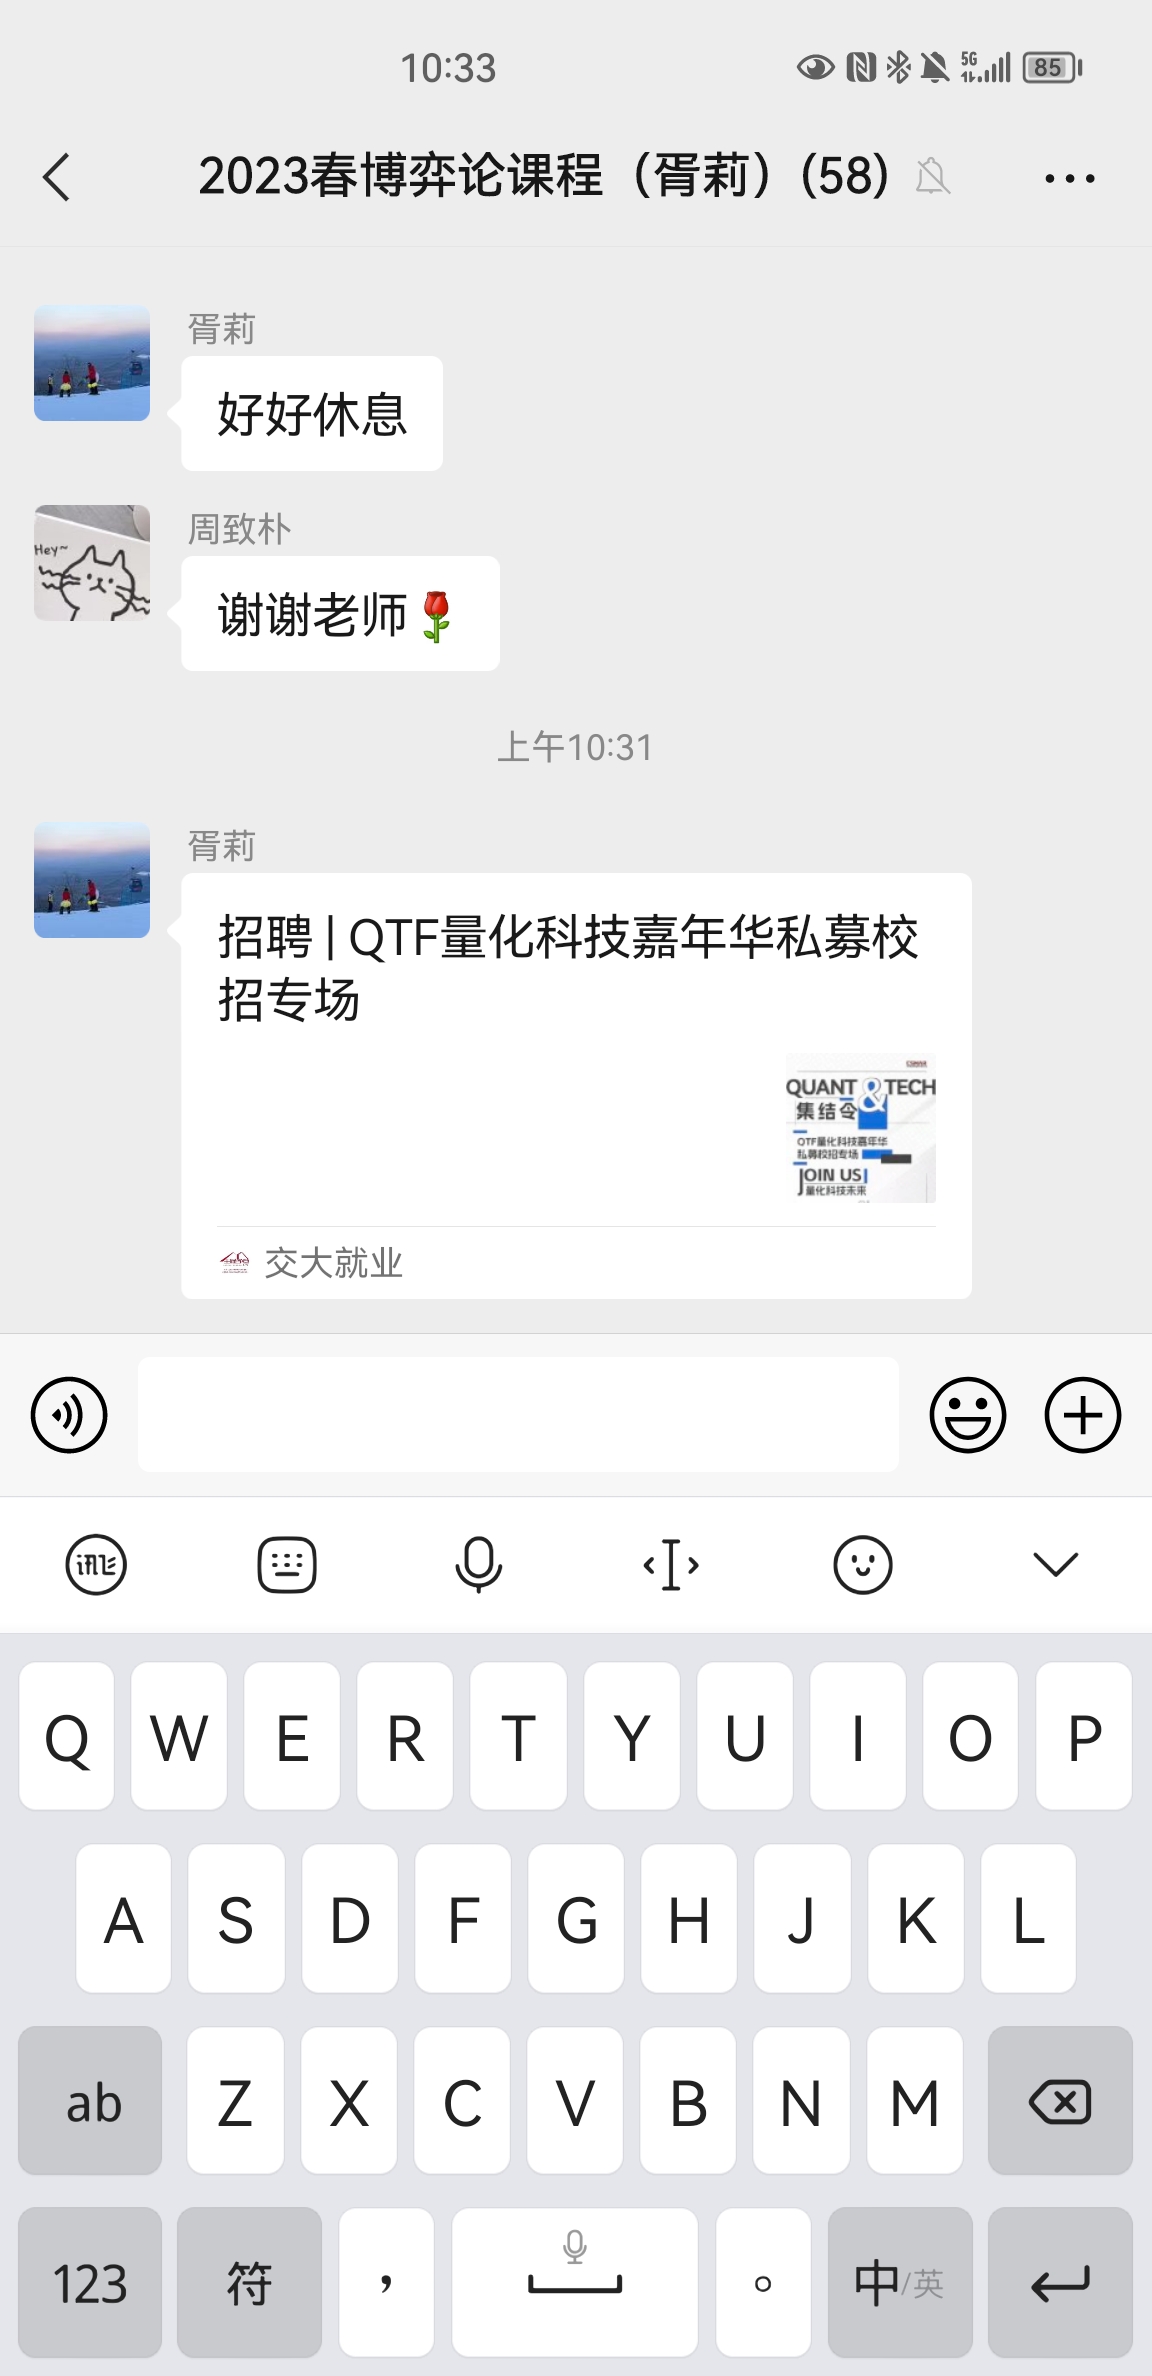 10:33
5G
85
2023春博弈论课程（胥莉）(58)
胥莉
好好休息
Hey~
周致朴
谢谢老师🌹
上午10:31
胥莉
招聘 | QTF量化科技嘉年华私募校
招专场
QUANT & TECH
集结令
QTF量化科技嘉年华
私募校招专场
JOIN US
量化科技未来
交大就业
讯飞
Q W E R T Y U I O P
A S D F G H J K L
ab Z X C V B N M
123 符 ， 。 中/英